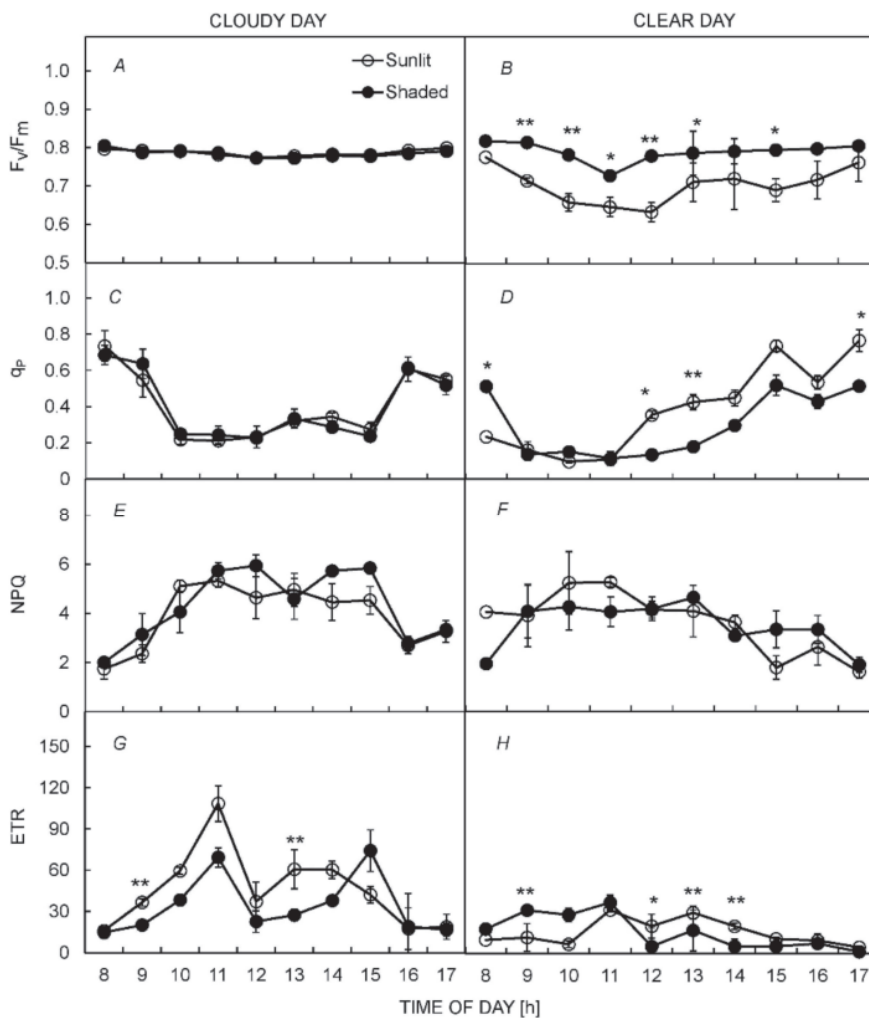 CLOUDY DAY CLEAR DAY
A Sunlit Shaded B
** ** * ** * *
Fv/Fm
1.0
0.9
0.8
0.7
0.6
0.5
C D
* * ** *
qP
1.0
0.8
0.6
0.4
0.2
0
E F
NPQ
8
6
4
2
0
G H
** ** ** * ** **
ETR
150
120
90
60
30
0
8 9 10 11 12 13 14 15 16 17 8 9 10 11 12 13 14 15 16 17
TIME OF DAY [h]